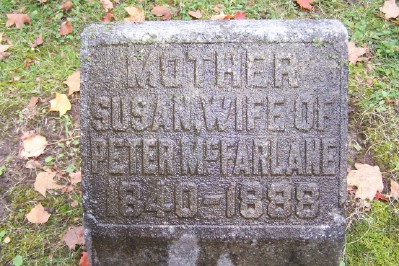 MOTHER
SUSAN, WIFE OF
PETER McFARLANE
1840-1886